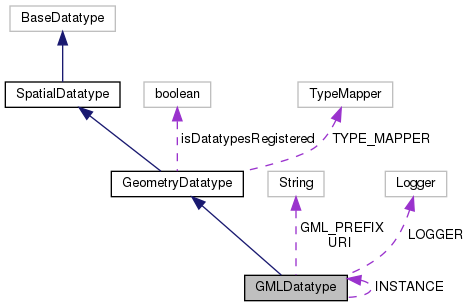 BaseDatatype
SpatialDatatype
boolean
TypeMapper
isDatatypesRegistered
TYPE_MAPPER
GeometryDatatype
String
Logger
GML_PREFIX
URI
LOGGER
GMLDatatype
INSTANCE